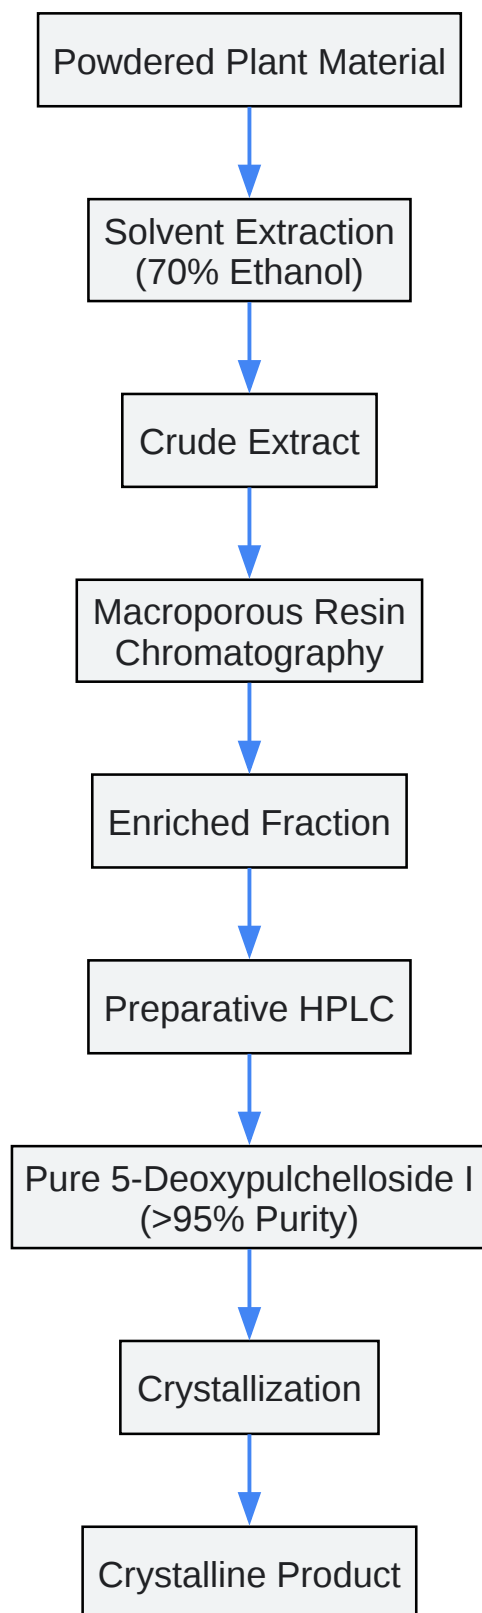 Powdered Plant Material
Solvent Extraction
(70% Ethanol)
Crude Extract
Macroporous Resin
Chromatography
Enriched Fraction
Preparative HPLC
Pure 5-Deoxypulchelloside I
(>95% Purity)
Crystallization
Crystalline Product